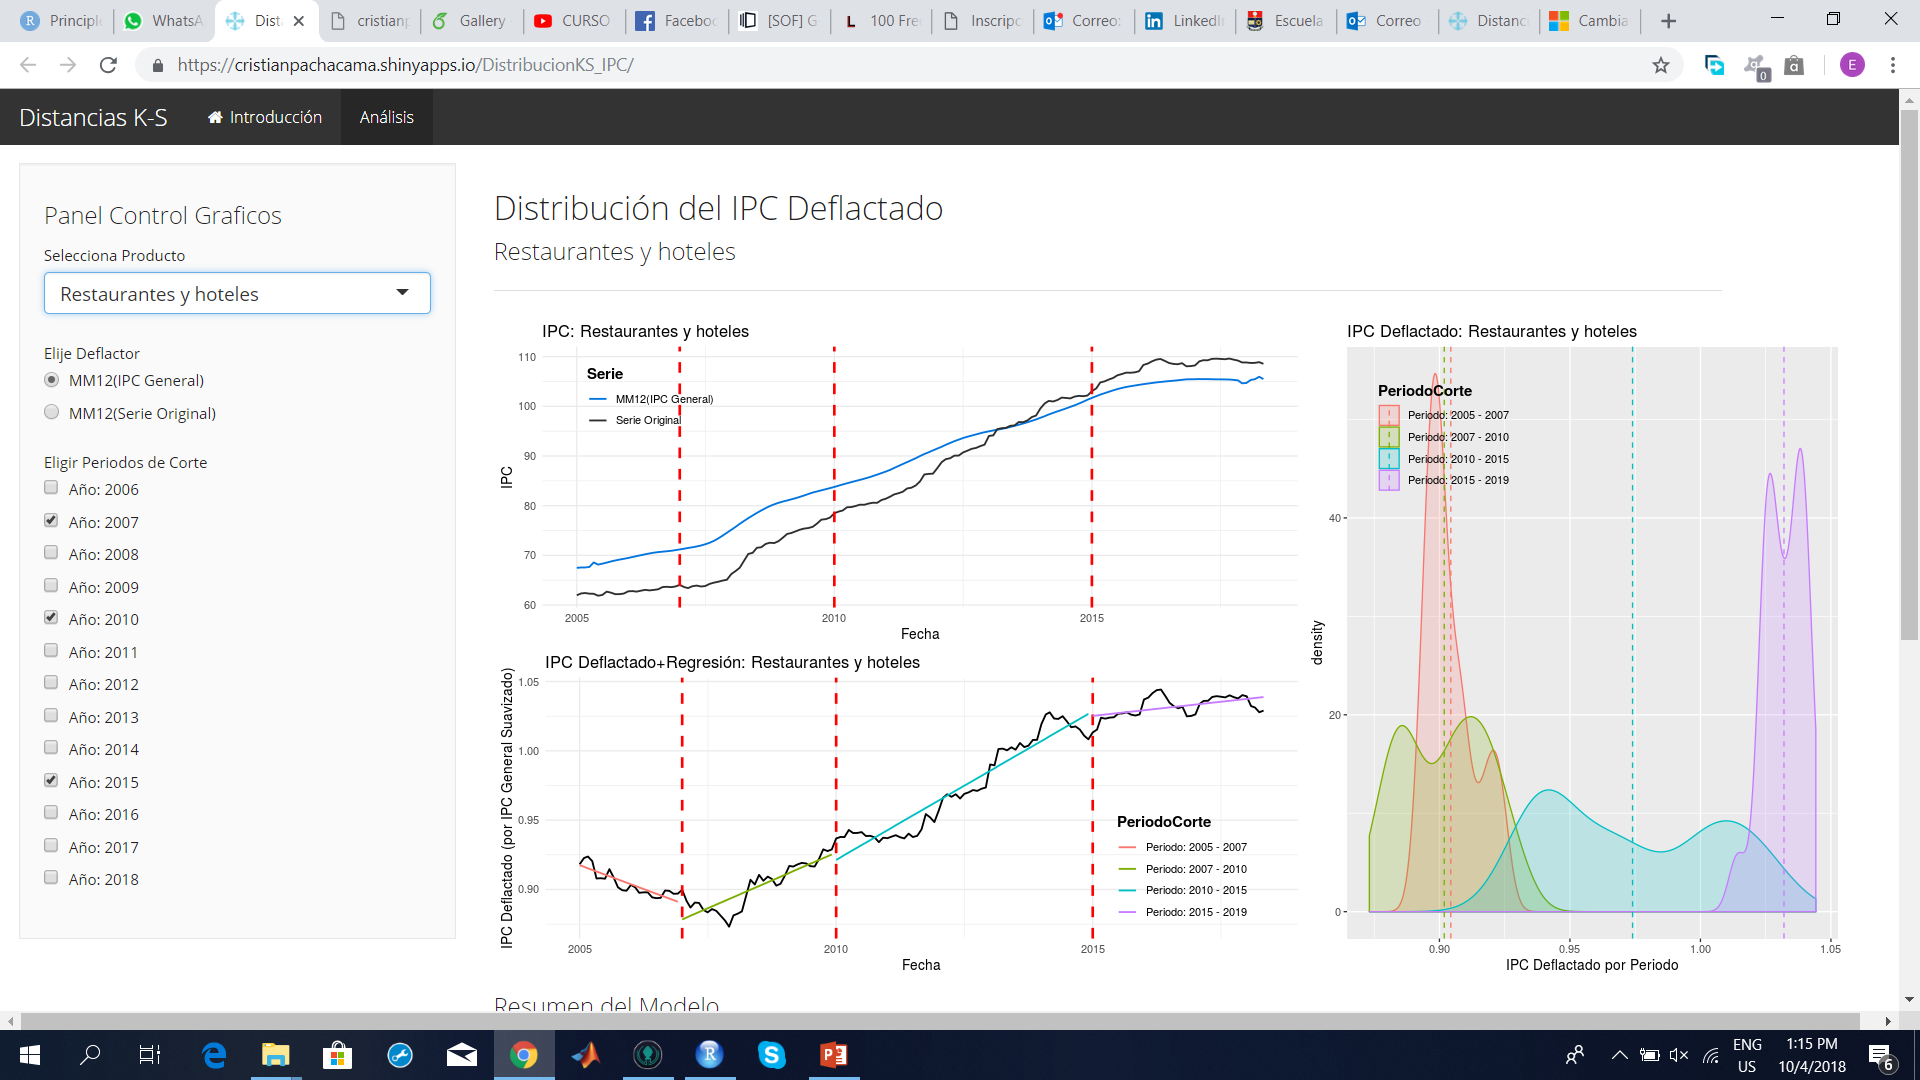 Principl
WhatsA
Dist
cristianp
Gallery
CURSO
Faceboo
[SOF] G
100 Fre
Inscripc
Correo:
LinkedIn
Escuela
Correo
Distanc
Cambia
https://cristianpachacama.shinyapps.io/DistribucionKS_IPC/
0
E
Distancias K-S
Introducción
Análisis
Panel Control Graficos
Selecciona Producto
Restaurantes y hoteles
Elije Deflactor
MM12(IPC General)
MM12(Serie Original)
Eligir Periodos de Corte
Año: 2006
Año: 2007
Año: 2008
Año: 2009
Año: 2010
Año: 2011
Año: 2012
Año: 2013
Año: 2014
Año: 2015
Año: 2016
Año: 2017
Año: 2018
Distribución del IPC Deflactado
Restaurantes y hoteles
IPC: Restaurantes y hoteles
110
100
90
80
70
60
IPC
Serie
MM12(IPC General)
Serie Original
2005
2010
2015
Fecha
IPC Deflactado+Regresión: Restaurantes y hoteles
1.05
1.00
0.95
0.90
IPC Deflactado (por IPC General Suavizado)
PeriodoCorte
Periodo: 2005 - 2007
Periodo: 2007 - 2010
Periodo: 2010 - 2015
Periodo: 2015 - 2019
2005
2010
2015
Fecha
IPC Deflactado: Restaurantes y hoteles
PeriodoCorte
Periodo: 2005 - 2007
Periodo: 2007 - 2010
Periodo: 2010 - 2015
Periodo: 2015 - 2019
40
20
0
density
0.90
0.95
1.00
1.05
IPC Deflactado por Periodo
Resumen del Modelo
ENG
US
1:15 PM
10/4/2018
6